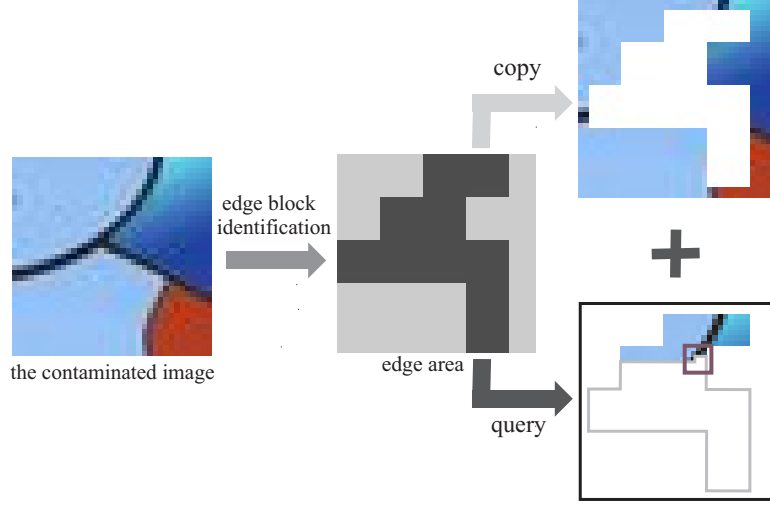 copy
edge block
identification
the contaminated image
edge area
query